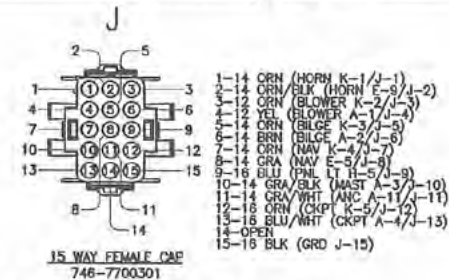 J
2 5
1 3
4 6
7 9
10 12
13 15
8 11
14
1 2 3
4 5 6
7 8 9
10 11 12
13 14 15
15 WAY FEMALE CAP
746-7700301
1-14 ORN (HORN K-1/J-1)
2-14 ORN/BLK (HORN E-9/J-2)
3-12 ORN (BLOWER K-2/J-3)
4-12 YEL (BLOWER A-1/J-4)
5-14 ORN (BILGE K-3/J-5)
6-14 BRN (BILGE A-2/J-6)
7-14 ORN (NAV K-4/J-7)
8-14 GRA (NAV E-5/J-8)
9-16 BLU (PNL LT H-5/J-9)
10-14 GRA/BLK (MAST A-3/J-10)
11-14 GRA/WHT (ANC A-11/J-11)
12-16 ORN (CKPT K-5/J-12)
13-16 BLU/WHT (CKPT A-4/J-13)
14-OPEN
15-16 BLK (GRD J-15)